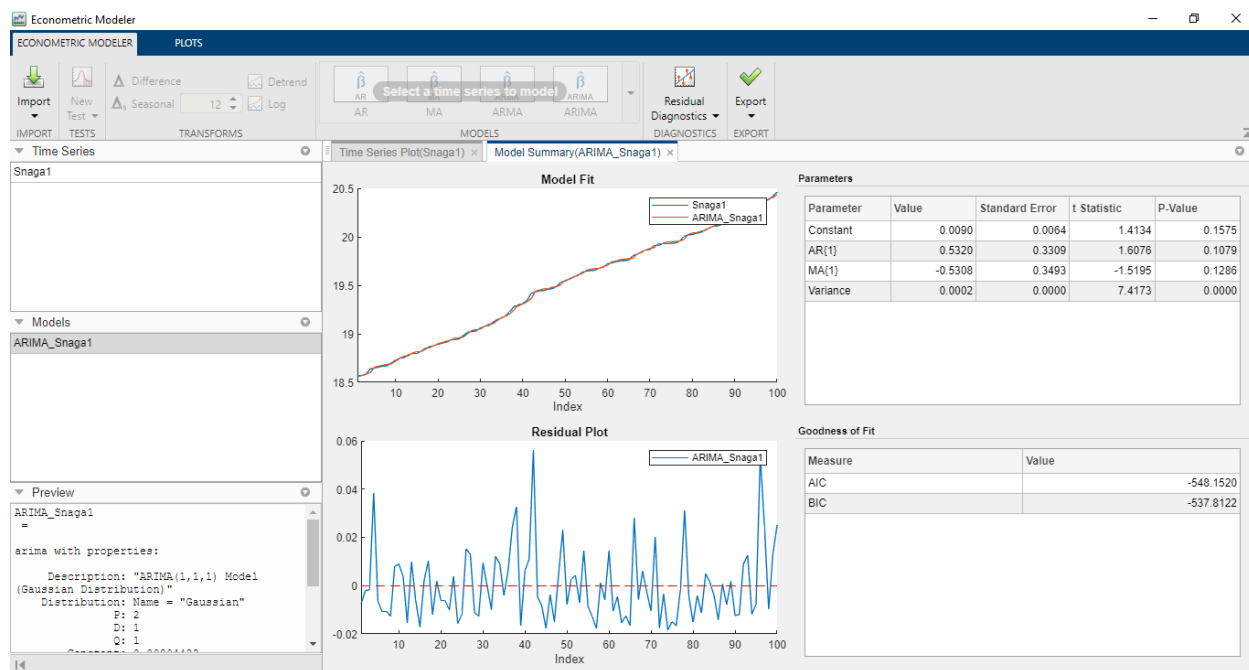 Econometric Modeler
ECONOMETRIC MODELER PLOTS
Import
New
Test
Difference
Seasonal 12
Detrend
Log
Select a time series to model
AR AR
MA
ARMA
ARIMA ARIMA
Residual
Diagnostics
Export
IMPORT TESTS TRANSFORMS MODELS DIAGNOSTICS EXPORT
Time Series
Snaga1
Models
ARIMA_Snaga1
Preview
ARIMA_Snaga1
=
arima with properties:
Description: "ARIMA(1,1,1) Model
(Gaussian Distribution)"
Distribution: Name = "Gaussian"
P: 2
D: 1
Q: 1
Time Series Plot(Snaga1) Model Summary(ARIMA_Snaga1)
Model Fit
Snaga1
ARIMA_Snaga1
20.5
20
19.5
19
18.5
10 20 30 40 50 60 70 80 90 100
Index
Residual Plot
ARIMA_Snaga1
0.06
0.04
0.02
0
-0.02
10 20 30 40 50 60 70 80 90 100
Index
Parameters
Parameter Value Standard Error t Statistic P-Value
Constant 0.0090 0.0064 1.4134 0.1575
AR{1} 0.5320 0.3309 1.6076 0.1079
MA{1} -0.5308 0.3493 -1.5195 0.1286
Variance 0.0002 0.0000 7.4173 0.0000
Goodness of Fit
Measure Value
AIC -548.1520
BIC -537.8122